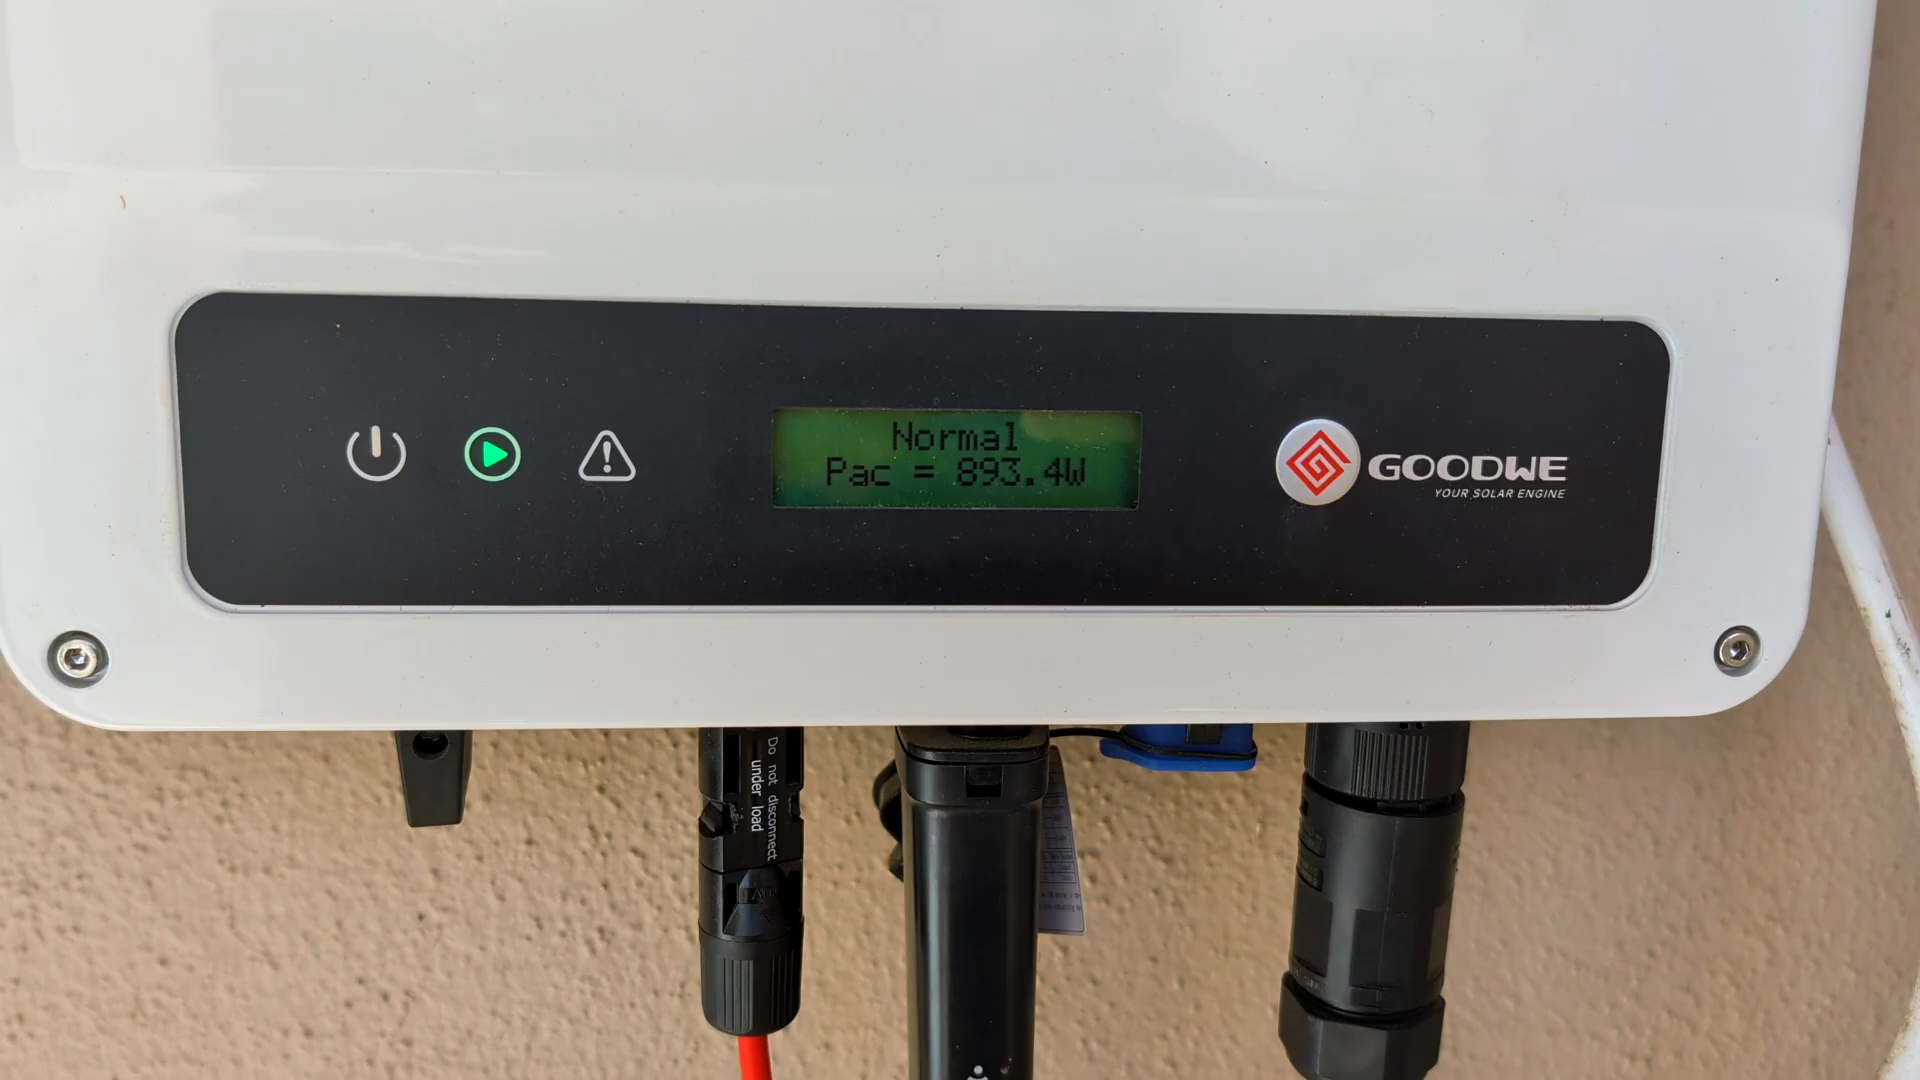 Normal
Pac = 893.4W
GOODWE
YOUR SOLAR ENGINE
Do not disconnect
under load